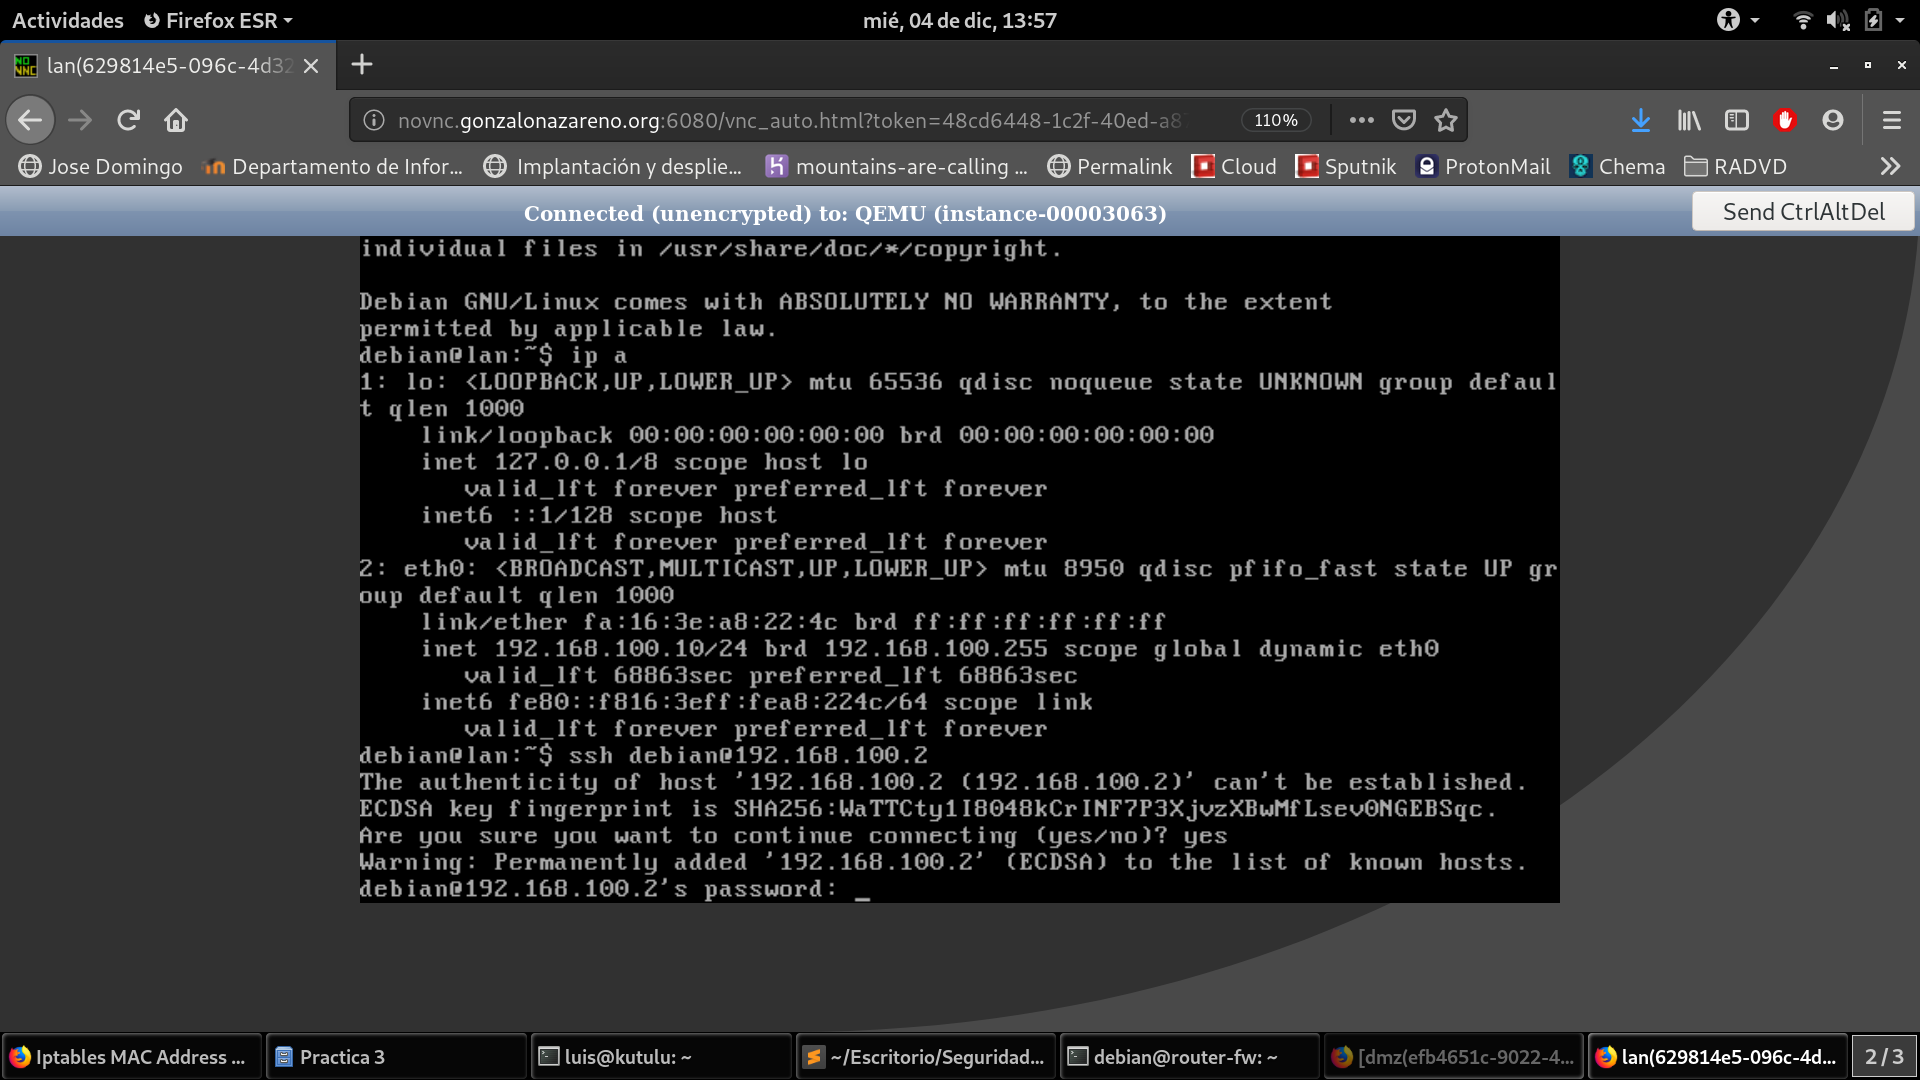 Actividades Firefox ESR mié, 04 de dic, 13:57
lan(629814e5-096c-4d32
novnc.gonzalonazareno.org:6080/vnc_auto.html?token=48cd6448-1c2f-40ed-a8 110%
Jose Domingo Departamento de Infor... Implantación y desplie... mountains-are-calling ... Permalink Cloud Sputnik ProtonMail Chema RADVD
Connected (unencrypted) to: QEMU (instance-00003063) Send CtrlAltDel
individual files in /usr/share/doc/*/copyright.
Debian GNU/Linux comes with ABSOLUTELY NO WARRANTY, to the extent
permitted by applicable law.
debian@lan:~$ ip a
1: lo: <LOOPBACK,UP,LOWER_UP> mtu 65536 qdisc noqueue state UNKNOWN group defaul
t qlen 1000
link/loopback 00:00:00:00:00:00 brd 00:00:00:00:00:00
inet 127.0.0.1/8 scope host lo
valid_lft forever preferred_lft forever
inet6 ::1/128 scope host
valid_lft forever preferred_lft forever
2: eth0: <BROADCAST,MULTICAST,UP,LOWER_UP> mtu 8950 qdisc pfifo_fast state UP gr
oup default qlen 1000
link/ether fa:16:3e:a8:22:4c brd ff:ff:ff:ff:ff:ff
inet 192.168.100.10/24 brd 192.168.100.255 scope global dynamic eth0
valid_lft 68863sec preferred_lft 68863sec
inet6 fe80::f816:3eff:fea8:224c/64 scope link
valid_lft forever preferred_lft forever
debian@lan:~$ ssh debian@192.168.100.2
The authenticity of host '192.168.100.2 (192.168.100.2)' can't be established.
ECDSA key fingerprint is SHA256:WaTTCty1I8048kCrINF7P3XjvzXBwMfLsev0NGEBSqc.
Are you sure you want to continue connecting (yes/no)? yes
Warning: Permanently added '192.168.100.2' (ECDSA) to the list of known hosts.
debian@192.168.100.2's password: _
Iptables MAC Address ... Practica 3 luis@kutulu: ~ ~/Escritorio/Seguridad... debian@router-fw: ~ [dmz(efb4651c-9022-4... lan(629814e5-096c-4d... 2 / 3